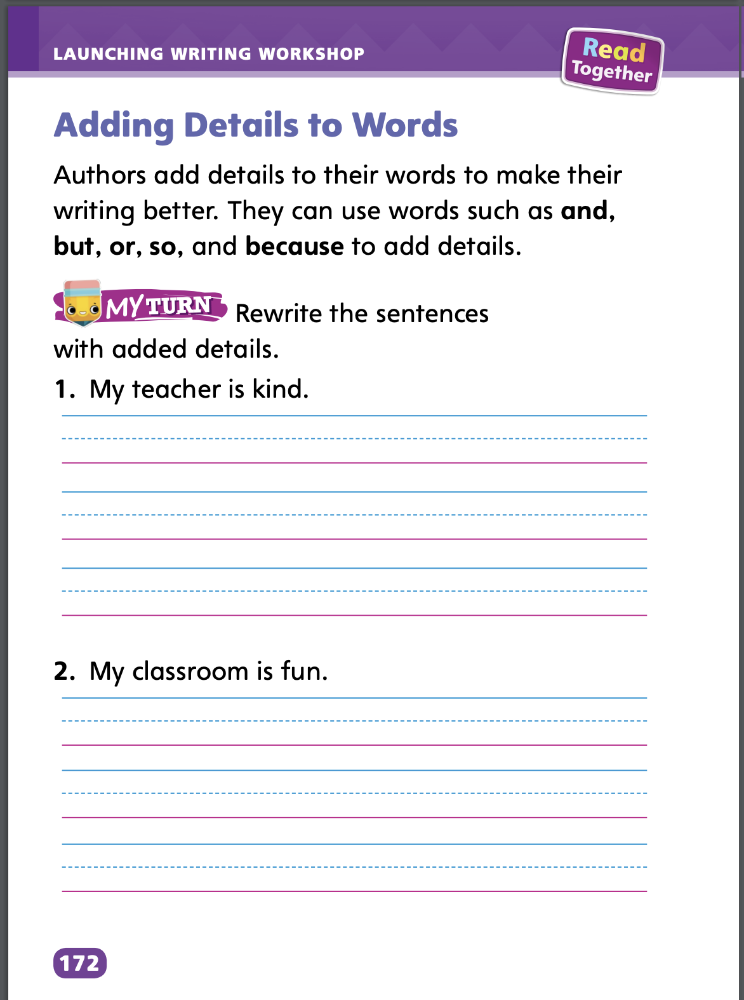 LAUNCHING WRITING WORKSHOP
Read
Together
Adding Details to Words
Authors add details to their words to make their
writing better. They can use words such as and,
but, or, so, and because to add details.
MY TURN Rewrite the sentences
with added details.
1. My teacher is kind.
2. My classroom is fun.
172